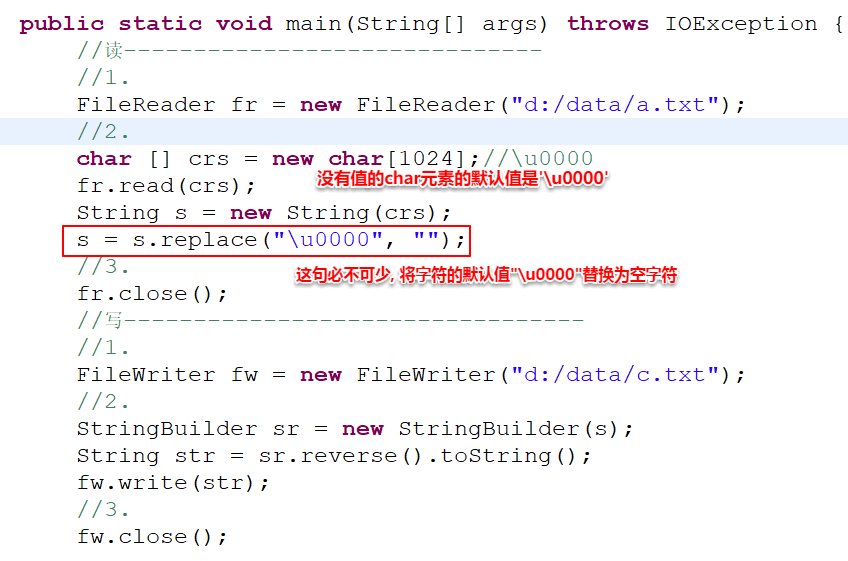 public static void main(String[] args) throws IOException {
//读------------------------------
//1.
FileReader fr = new FileReader("d:/data/a.txt");
//2.
char [] crs = new char[1024];//\u0000
没有值的char元素的默认值是'\u0000'
fr.read(crs);
String s = new String(crs);
s = s.replace("\u0000", "");
这句必不可少, 将字符的默认值"\u0000"替换为空字符
//3.
fr.close();
//写---------------------------------
//1.
FileWriter fw = new FileWriter("d:/data/c.txt");
//2.
StringBuilder sr = new StringBuilder(s);
String str = sr.reverse().toString();
fw.write(str);
//3.
fw.close();